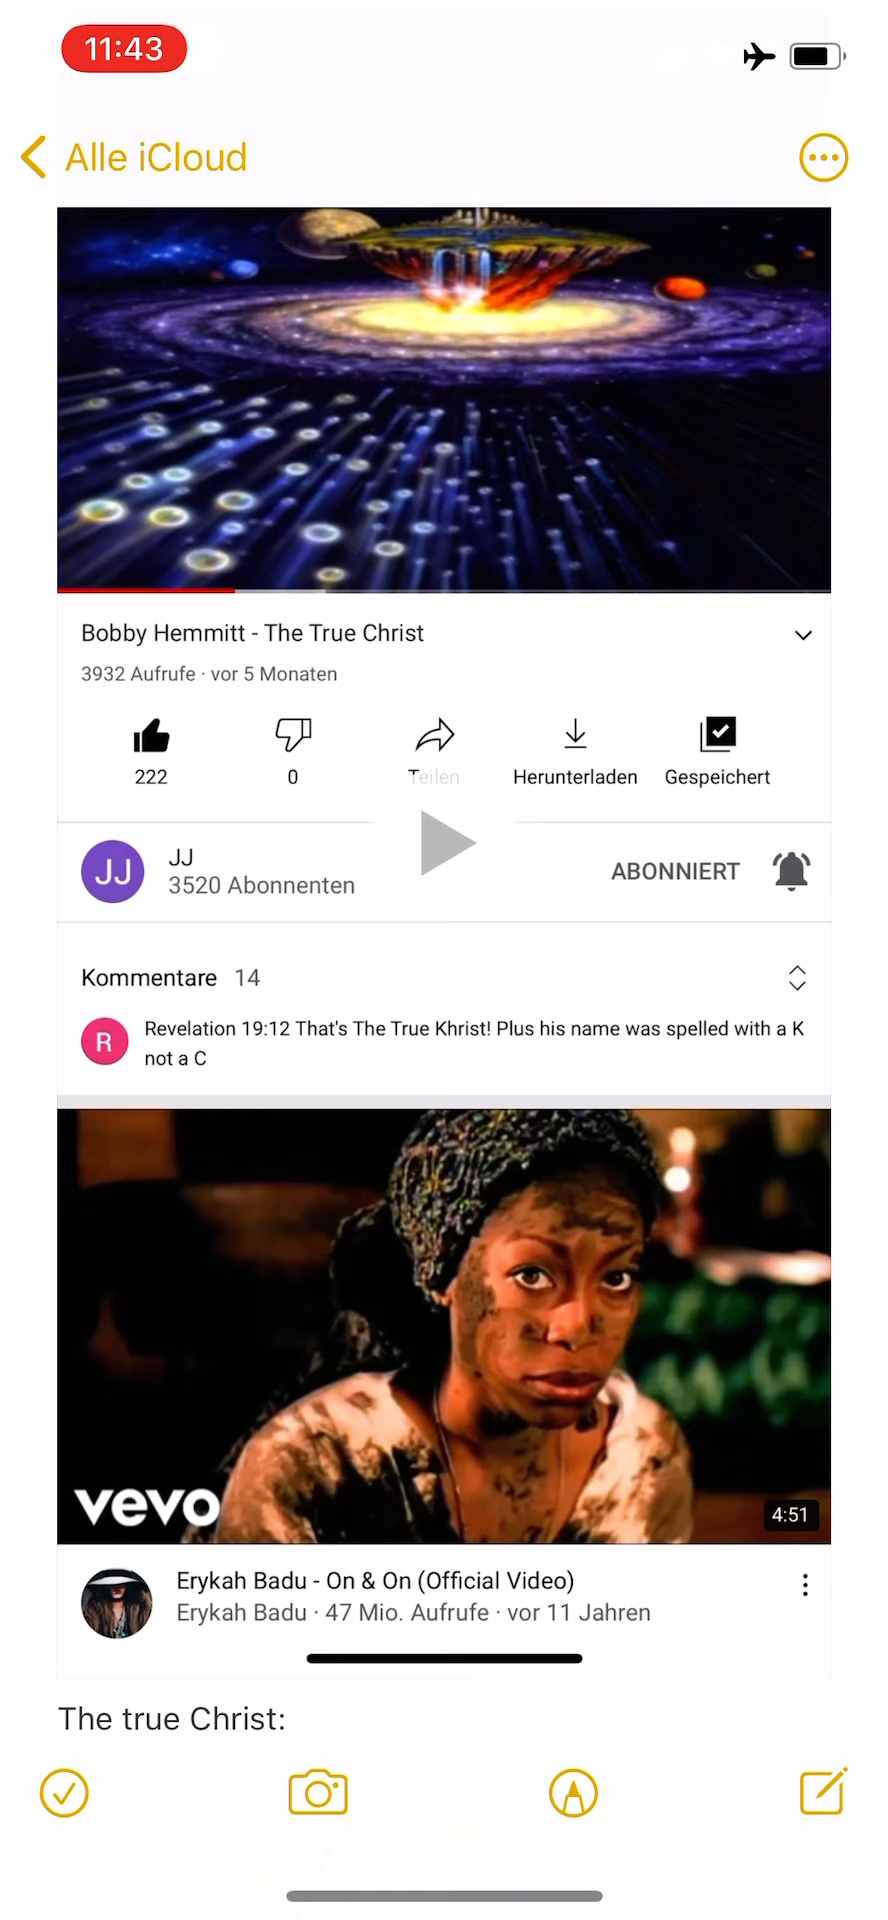 11:43
Alle iCloud
Bobby Hemmitt - The True Christ
3932 Aufrufe · vor 5 Monaten
222
0
Teilen
Herunterladen
Gespeichert
JJ
JJ
3520 Abonnenten
ABONNIERT
Kommentare 14
R
Revelation 19:12 That's The True Khrist! Plus his name was spelled with a K
not a C
vevo
4:51
Erykah Badu - On & On (Official Video)
Erykah Badu · 47 Mio. Aufrufe · vor 11 Jahren
The true Christ: